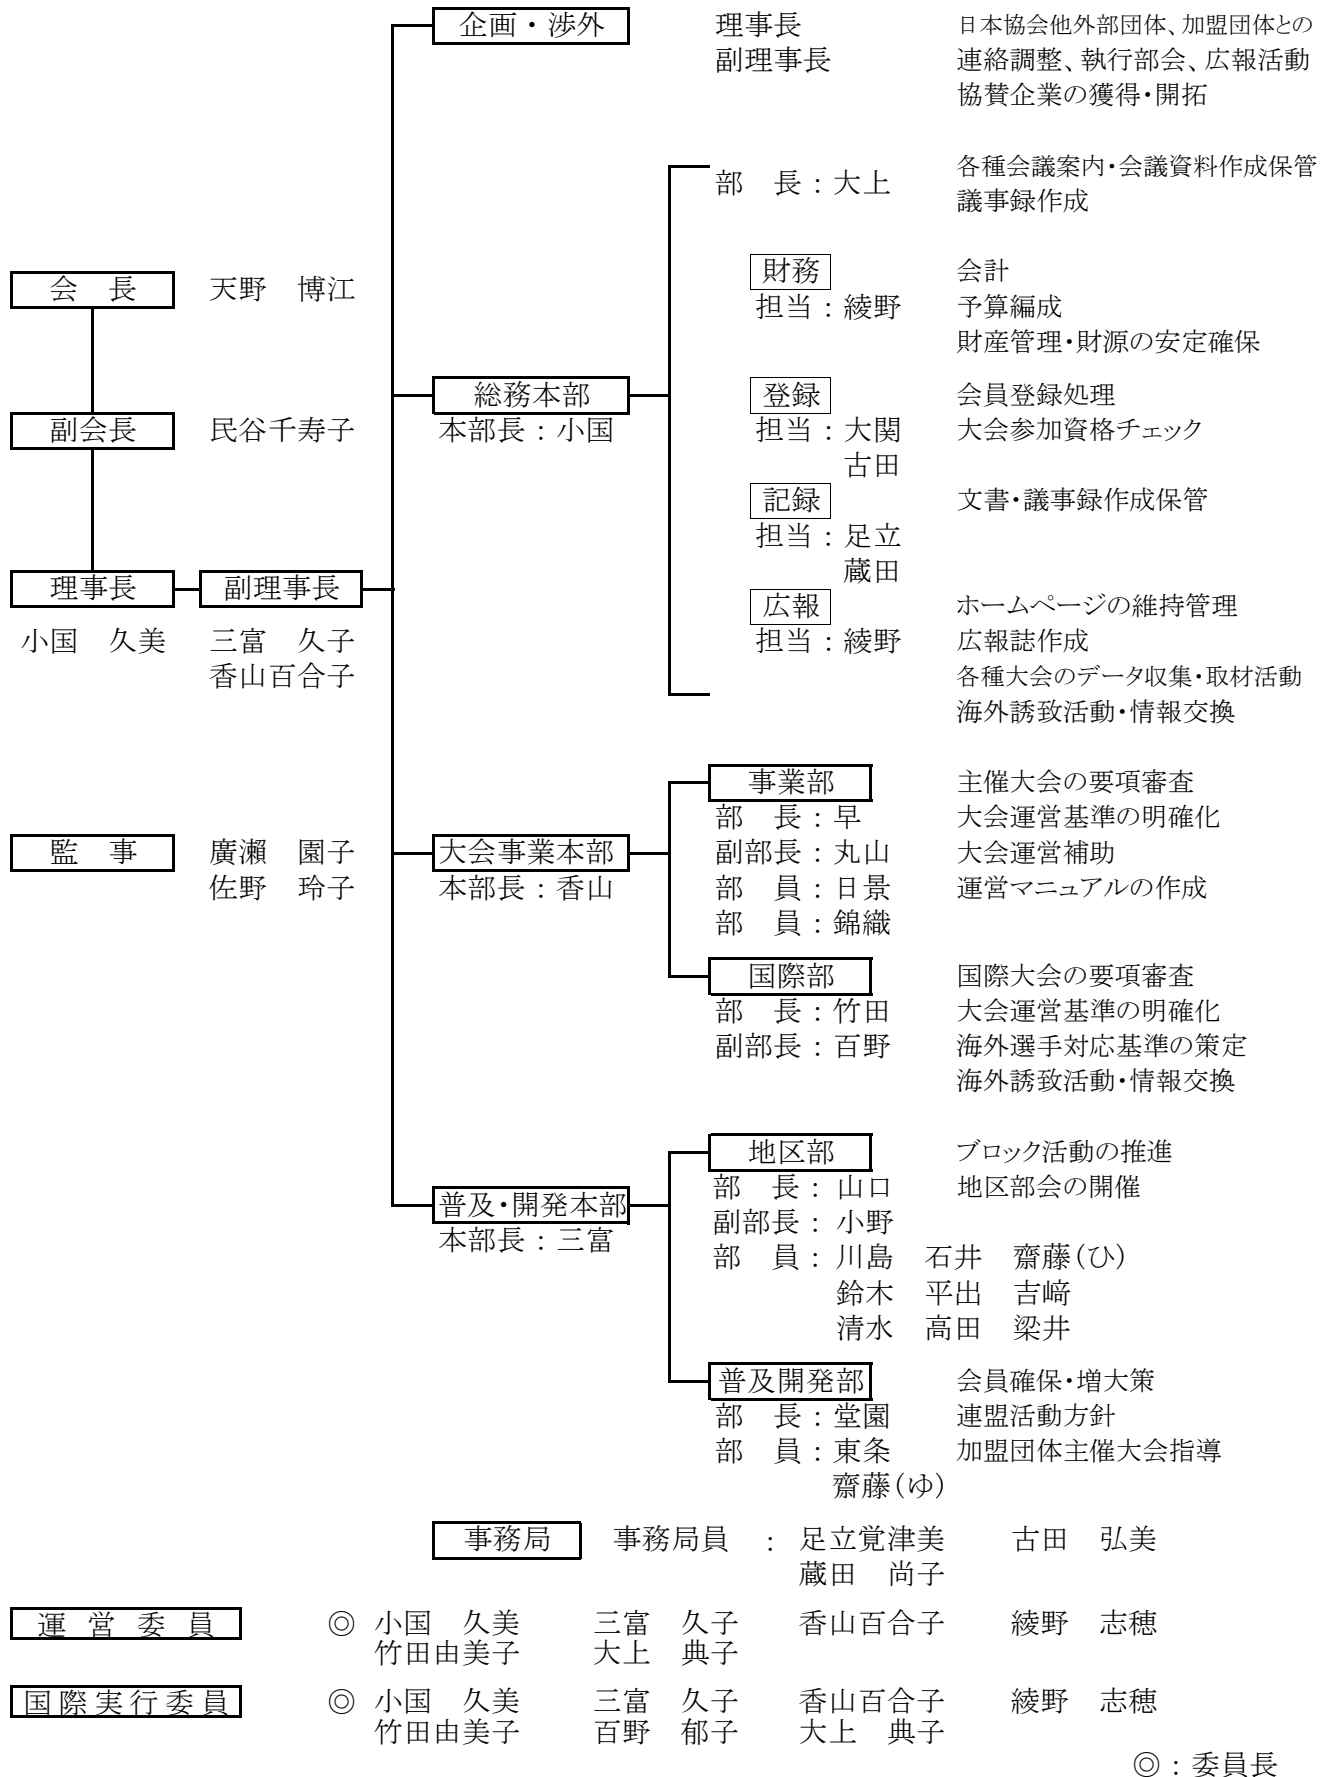 企画・渉外
理事長
副理事長
日本協会他外部団体、加盟団体との
連絡調整、執行部会、広報活動
協賛企業の獲得・開拓
会　長　天野　博江
副会長　民谷千寿子
理事長
小国　久美
副理事長
三富　久子
香山百合子
監　事　廣瀬　園子
佐野　玲子
総務本部
本部長：小国
部　長：大上
各種会議案内・会議資料作成保管
議事録作成
財務
担当：綾野
会計
予算編成
財産管理・財源の安定確保
登録
担当：大関
古田
会員登録処理
大会参加資格チェック
記録
担当：足立
蔵田
文書・議事録作成保管
広報
担当：綾野
ホームページの維持管理
広報誌作成
各種大会のデータ収集・取材活動
海外誘致活動・情報交換
大会事業本部
本部長：香山
事業部
部　長：早
副部長：丸山
部　員：日景
部　員：錦織
主催大会の要項審査
大会運営基準の明確化
大会運営補助
運営マニュアルの作成
国際部
部　長：竹田
副部長：百野
国際大会の要項審査
大会運営基準の明確化
海外選手対応基準の策定
海外誘致活動・情報交換
普及・開発本部
本部長：三富
地区部
部　長：山口
副部長：小野
部　員：川島　石井　齋藤（ひ）
鈴木　平出　吉﨑
清水　高田　梁井
ブロック活動の推進
地区部会の開催
普及開発部
部　長：堂園
部　員：東条
齋藤（ゆ）
会員確保・増大策
連盟活動方針
加盟団体主催大会指導
事務局　事務局員　：　足立覚津美　古田　弘美
蔵田　尚子
運営委員　◎　小国　久美　三富　久子　香山百合子　綾野　志穂
竹田由美子　大上　典子
国際実行委員　◎　小国　久美　三富　久子　香山百合子　綾野　志穂
竹田由美子　百野　郁子　大上　典子
◎：委員長